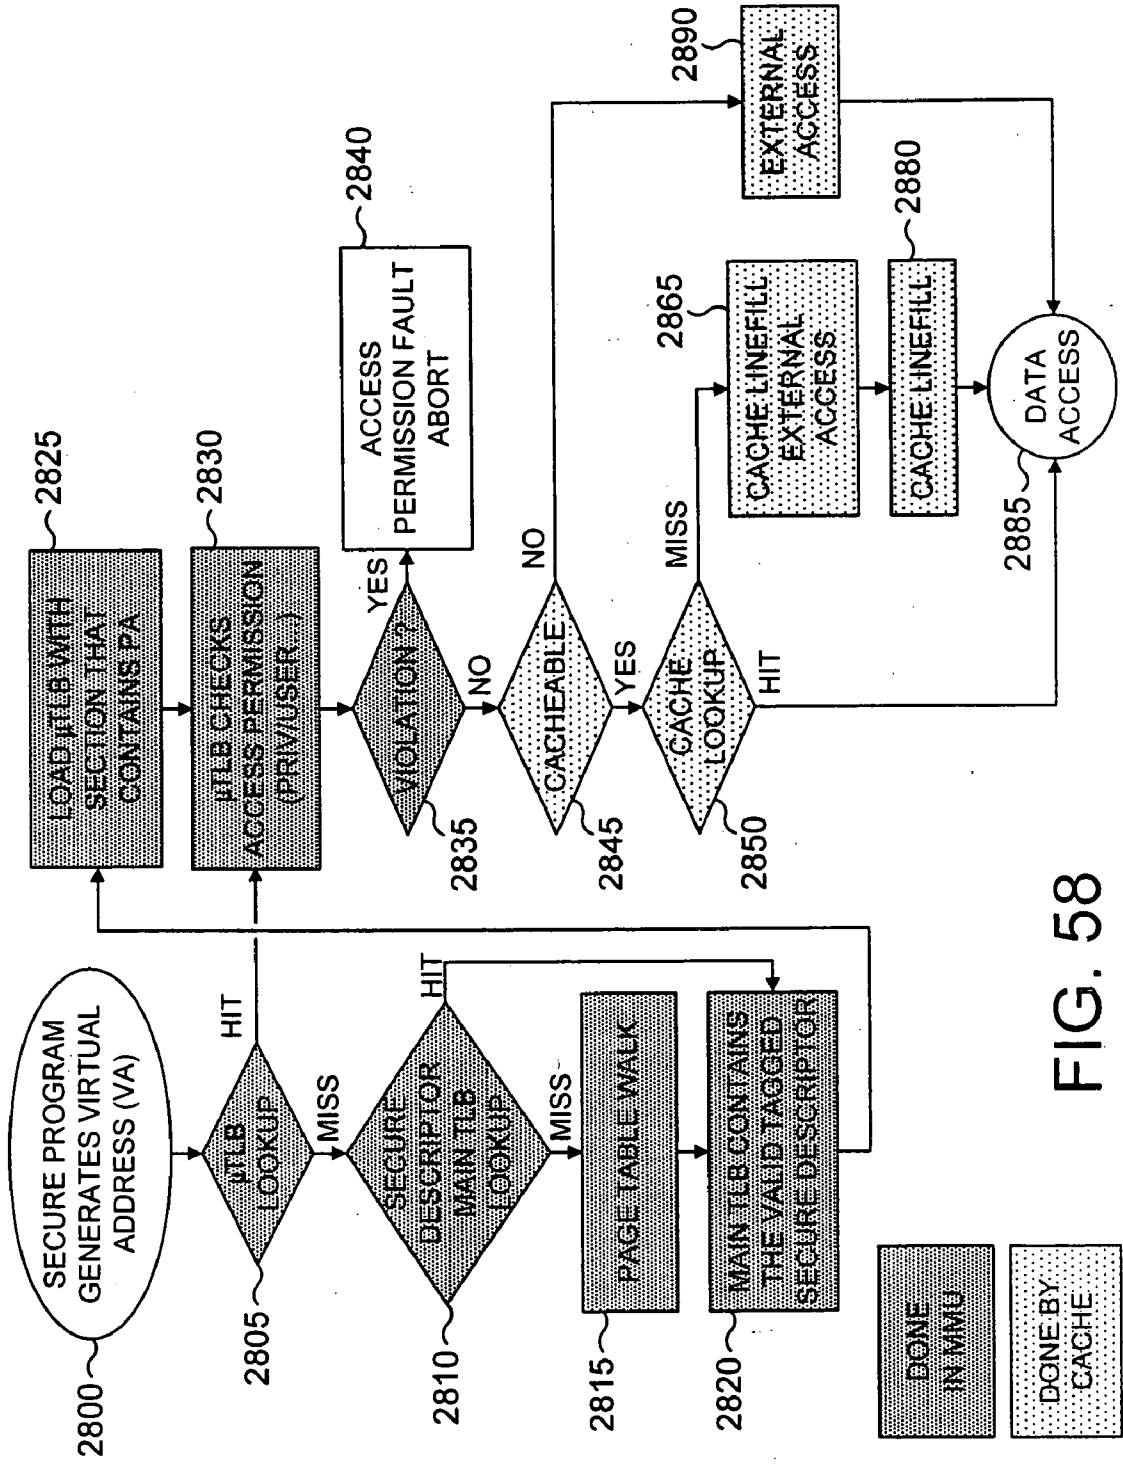 SECURE PROGRAM
GENERATES VIRTUAL
ADDRESS (VA)
2800
µTLB
LOOKUP
2805
HIT
MISS
SECURE
DESCRIPTOR
MAIN TLB
LOOKUP
2810
HIT
MISS
PAGE TABLE WALK
2815
MAIN TLB CONTAINS
THE VALID TAGGED
SECURE DESCRIPTOR
2820
LOAD µTLB WITH
SECTION THAT
CONTAINS PA
2825
µTLB CHECKS
ACCESS PERMISSION
(PRIV/USER...)
2830
VIOLATION?
2835
YES
NO
ACCESS
PERMISSION FAULT
ABORT
2840
CACHEABLE
2845
NO
YES
CACHE
LOOKUP
2850
MISS
HIT
CACHE LINEFILL
EXTERNAL
ACCESS
2865
CACHE LINEFILL
2880
EXTERNAL
ACCESS
2890
DATA
ACCESS
2885
DONE
IN MMU
DONE BY
CACHE
FIG. 58